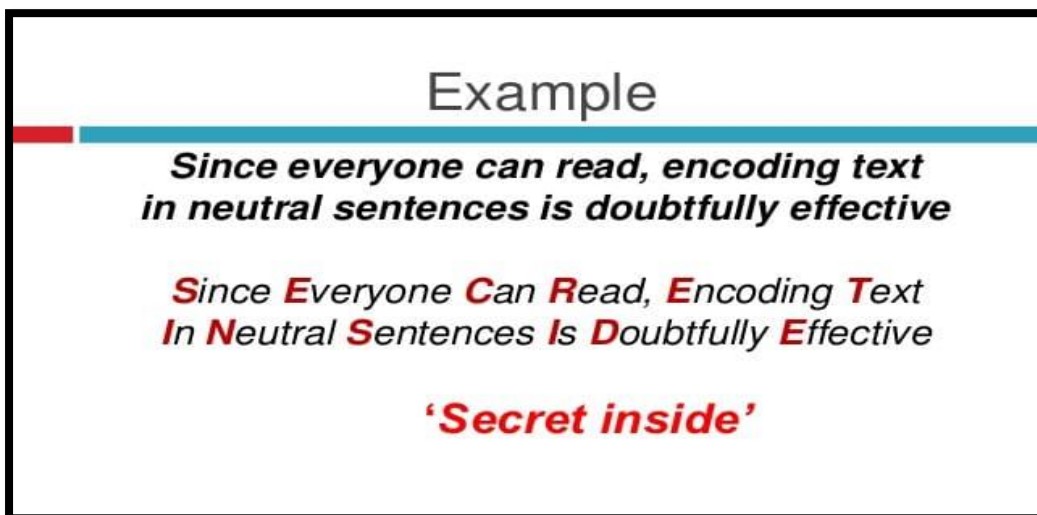 Example
Since everyone can read, encoding text
in neutral sentences is doubtfully effective
Since Everyone Can Read, Encoding Text
In Neutral Sentences Is Doubtfully Effective
‘Secret inside’